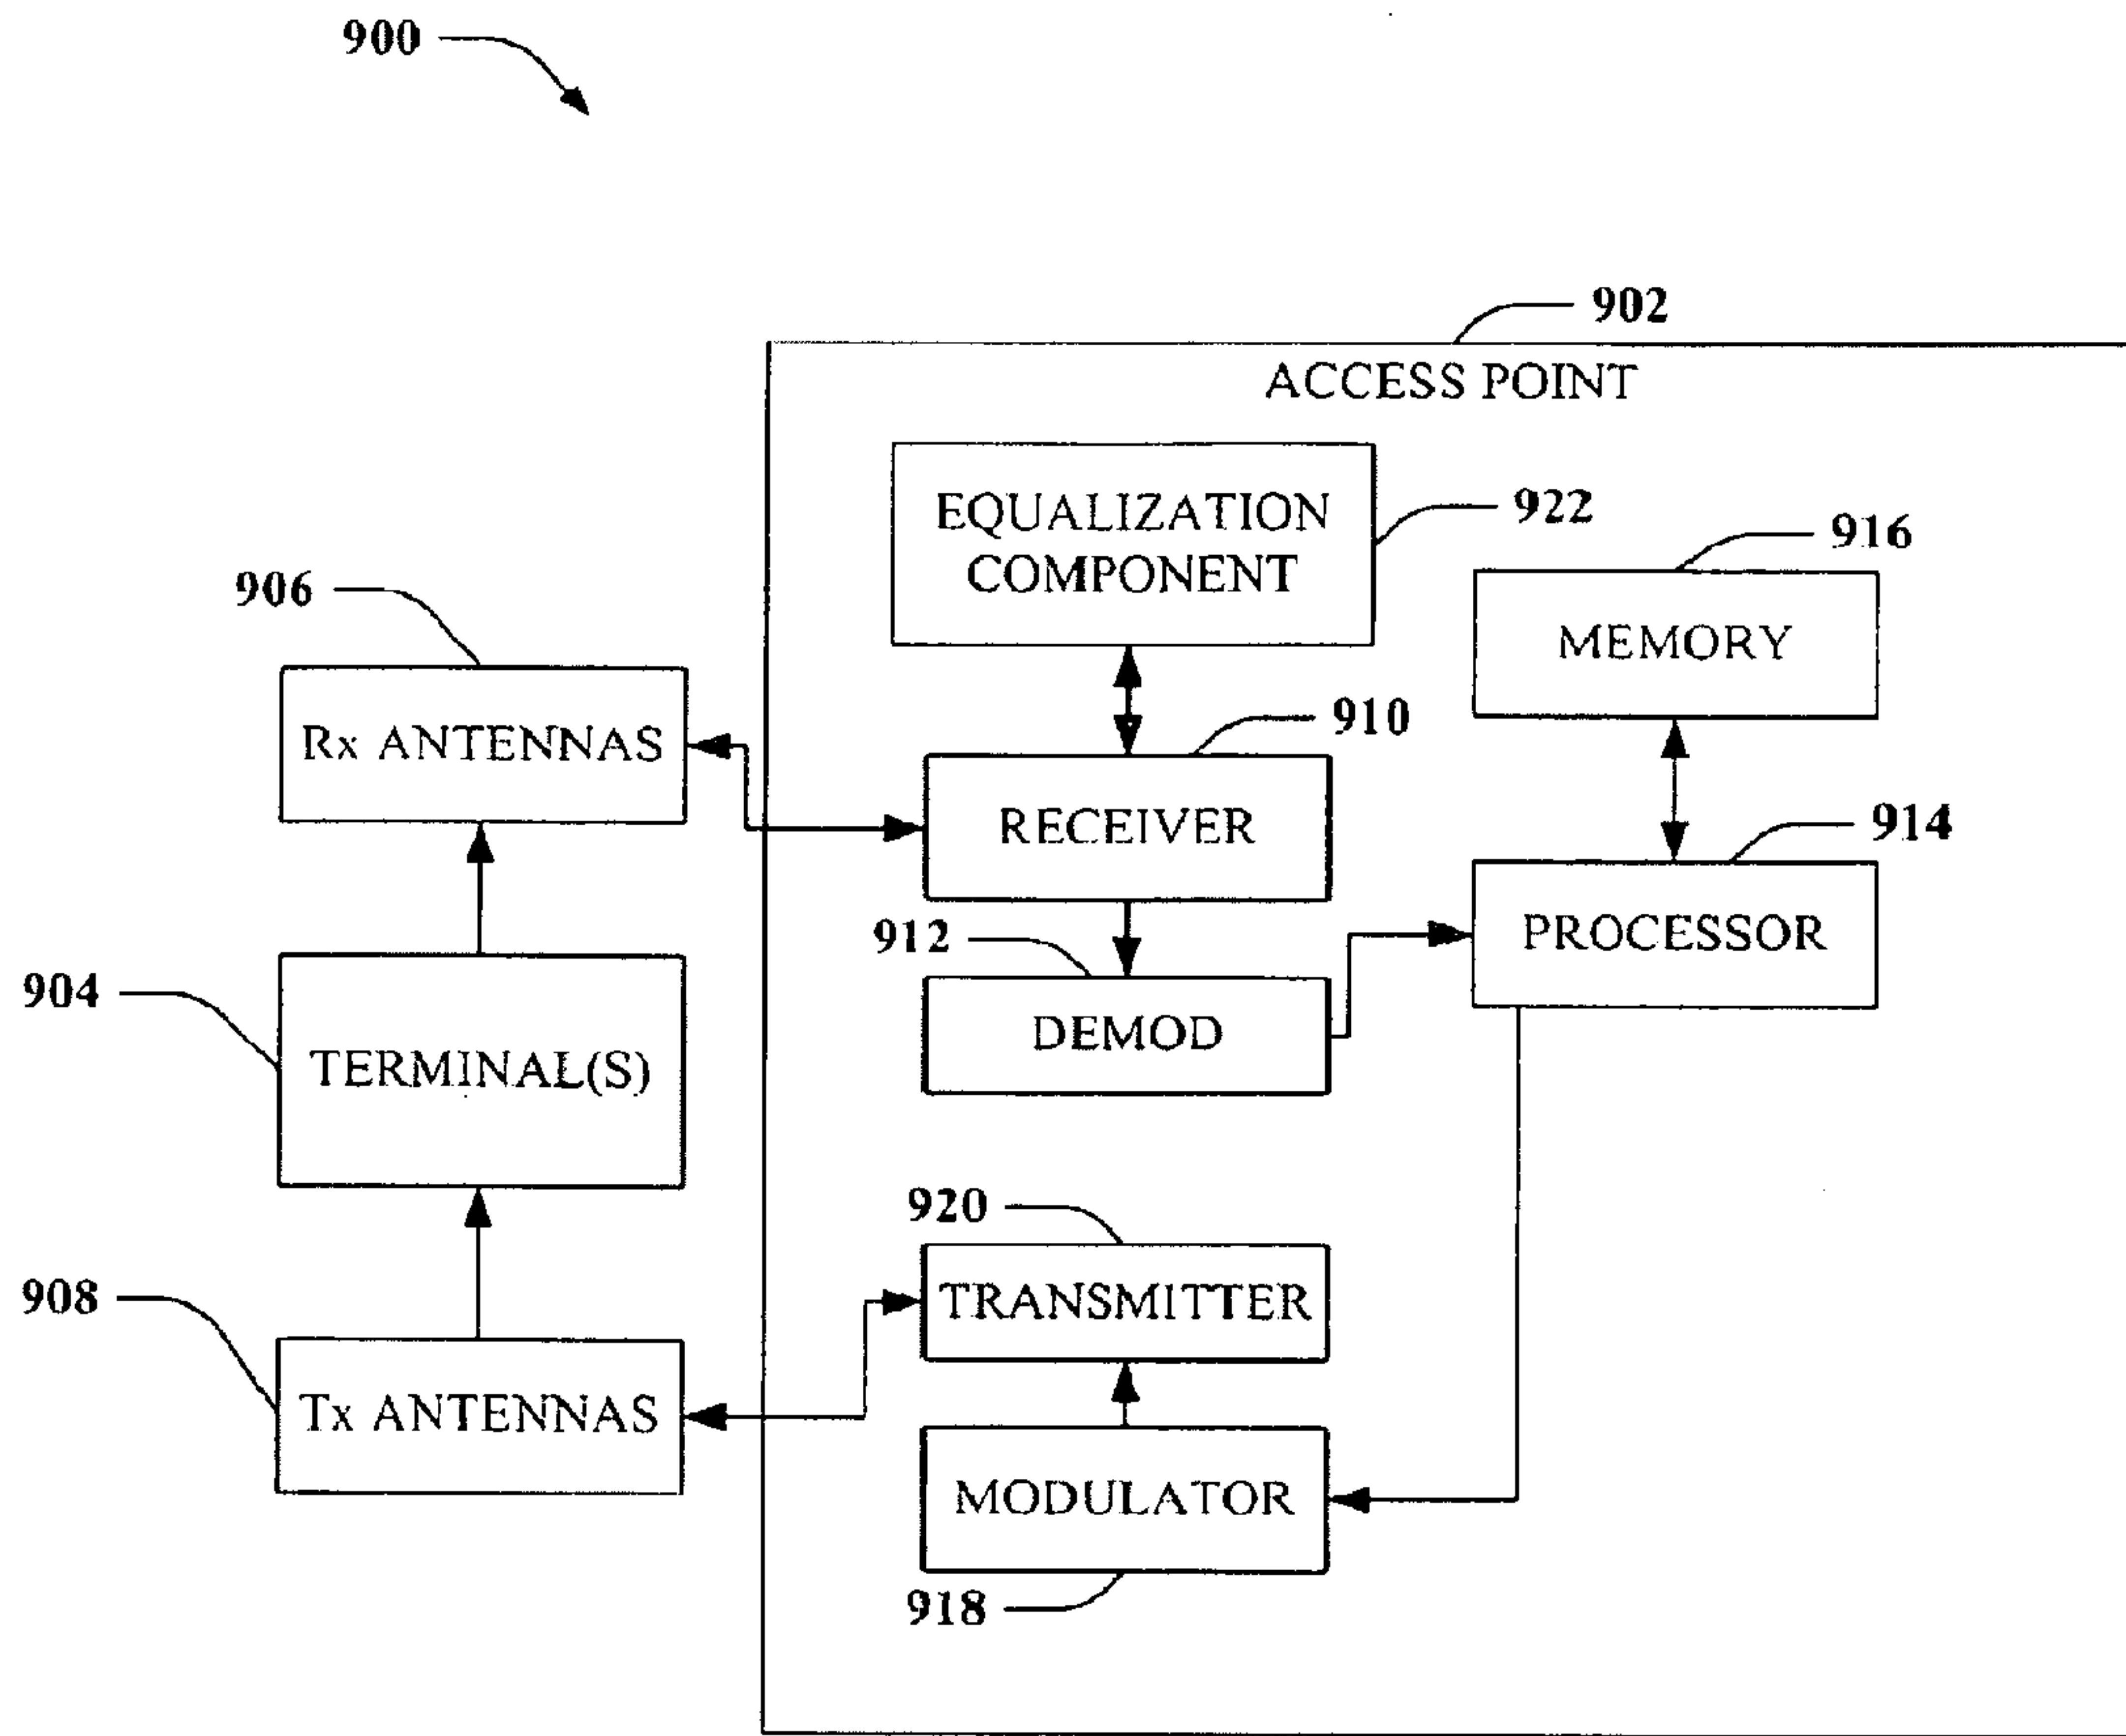 900
902
ACCESS POINT
EQUALIZATION
COMPONENT
922
916
MEMORY
906
Rx ANTENNAS
910
RECEIVER
914
PROCESSOR
912
DEMOD
904
TERMINAL(S)
920
TRANSMITTER
908
Tx ANTENNAS
MODULATOR
918